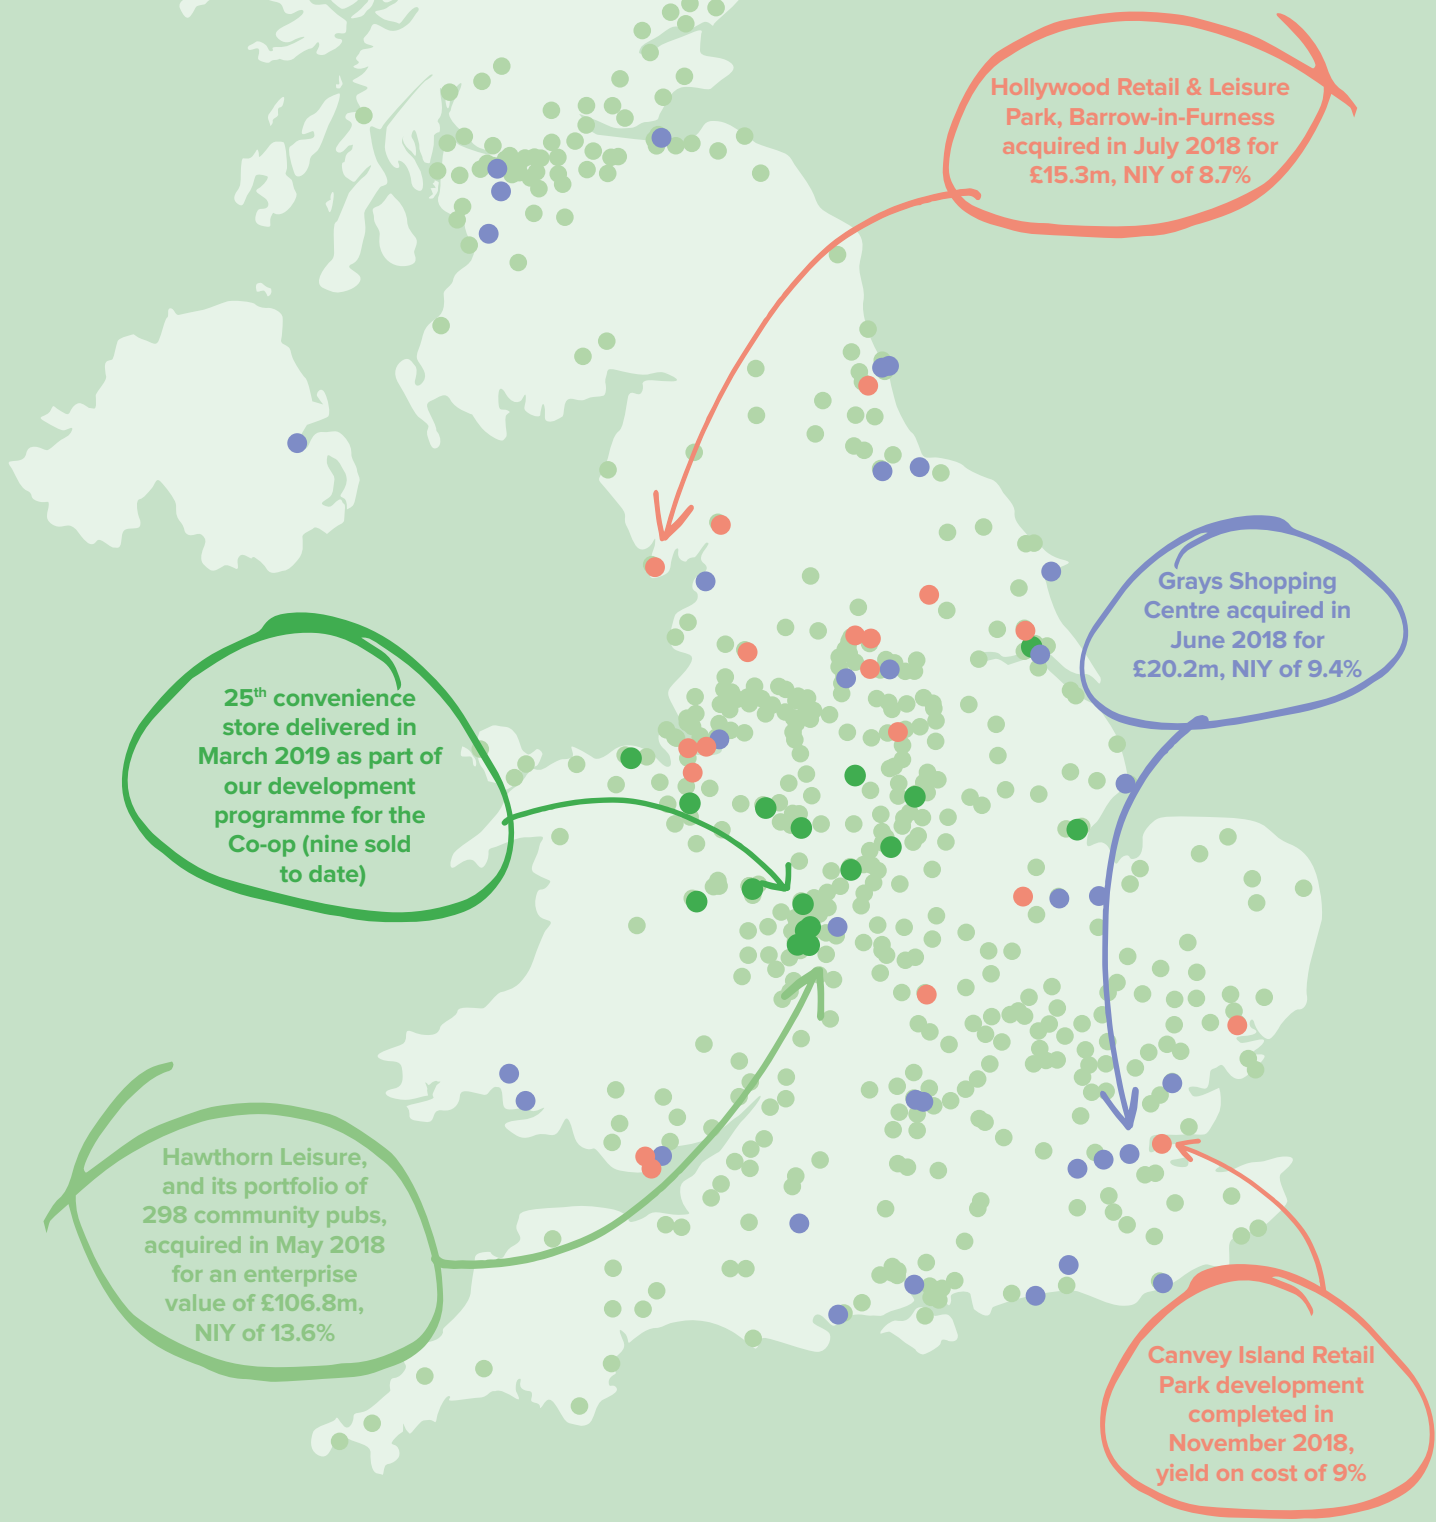 Hollywood Retail & Leisure
Park, Barrow-in-Furness
acquired in July 2018 for
£15.3m, NIY of 8.7%
Grays Shopping
Centre acquired in
June 2018 for
£20.2m, NIY of 9.4%
25th convenience
store delivered in
March 2019 as part of
our development
programme for the
Co-op (nine sold
to date)
Hawthorn Leisure,
and its portfolio of
298 community pubs,
acquired in May 2018
for an enterprise
value of £106.8m,
NIY of 13.6%
Canvey Island Retail
Park development
completed in
November 2018,
yield on cost of 9%